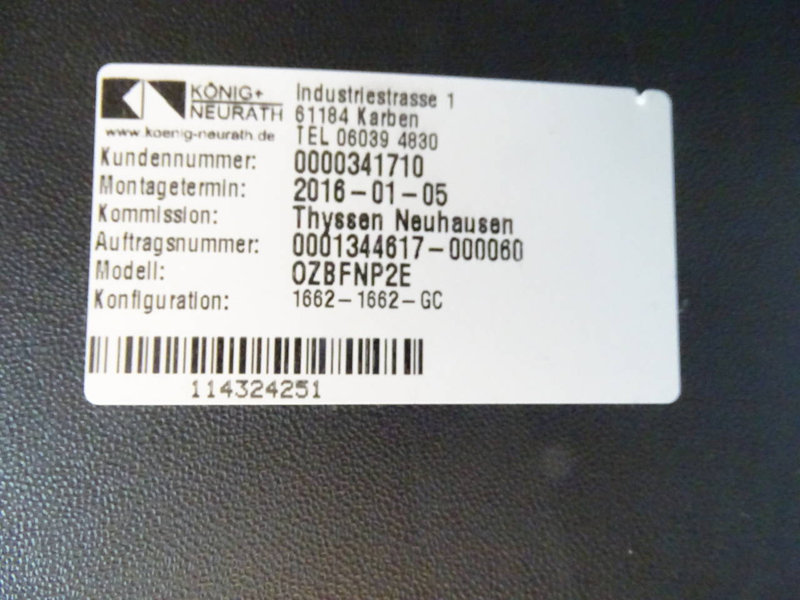 KÖNIG+
NEURATH
www.koenig-neurath.de
Industriestrasse 1
61184 Karben
TEL 06039 4830
Kundennummer: 0000341710
Montagetermin: 2016-01-05
Kommission: Thyssen Neuhausen
Auftragsnummer: 0001344617-000060
Modell: OZBFNP2E
Konfiguration: 1662-1662-GC
114324251